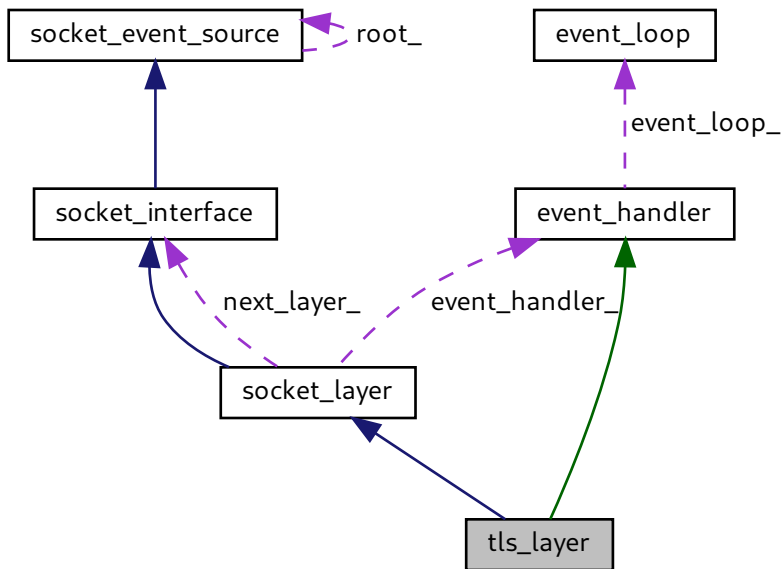 socket_event_source
root_
event_loop
event_loop_
socket_interface
event_handler
next_layer_
event_handler_
socket_layer
tls_layer